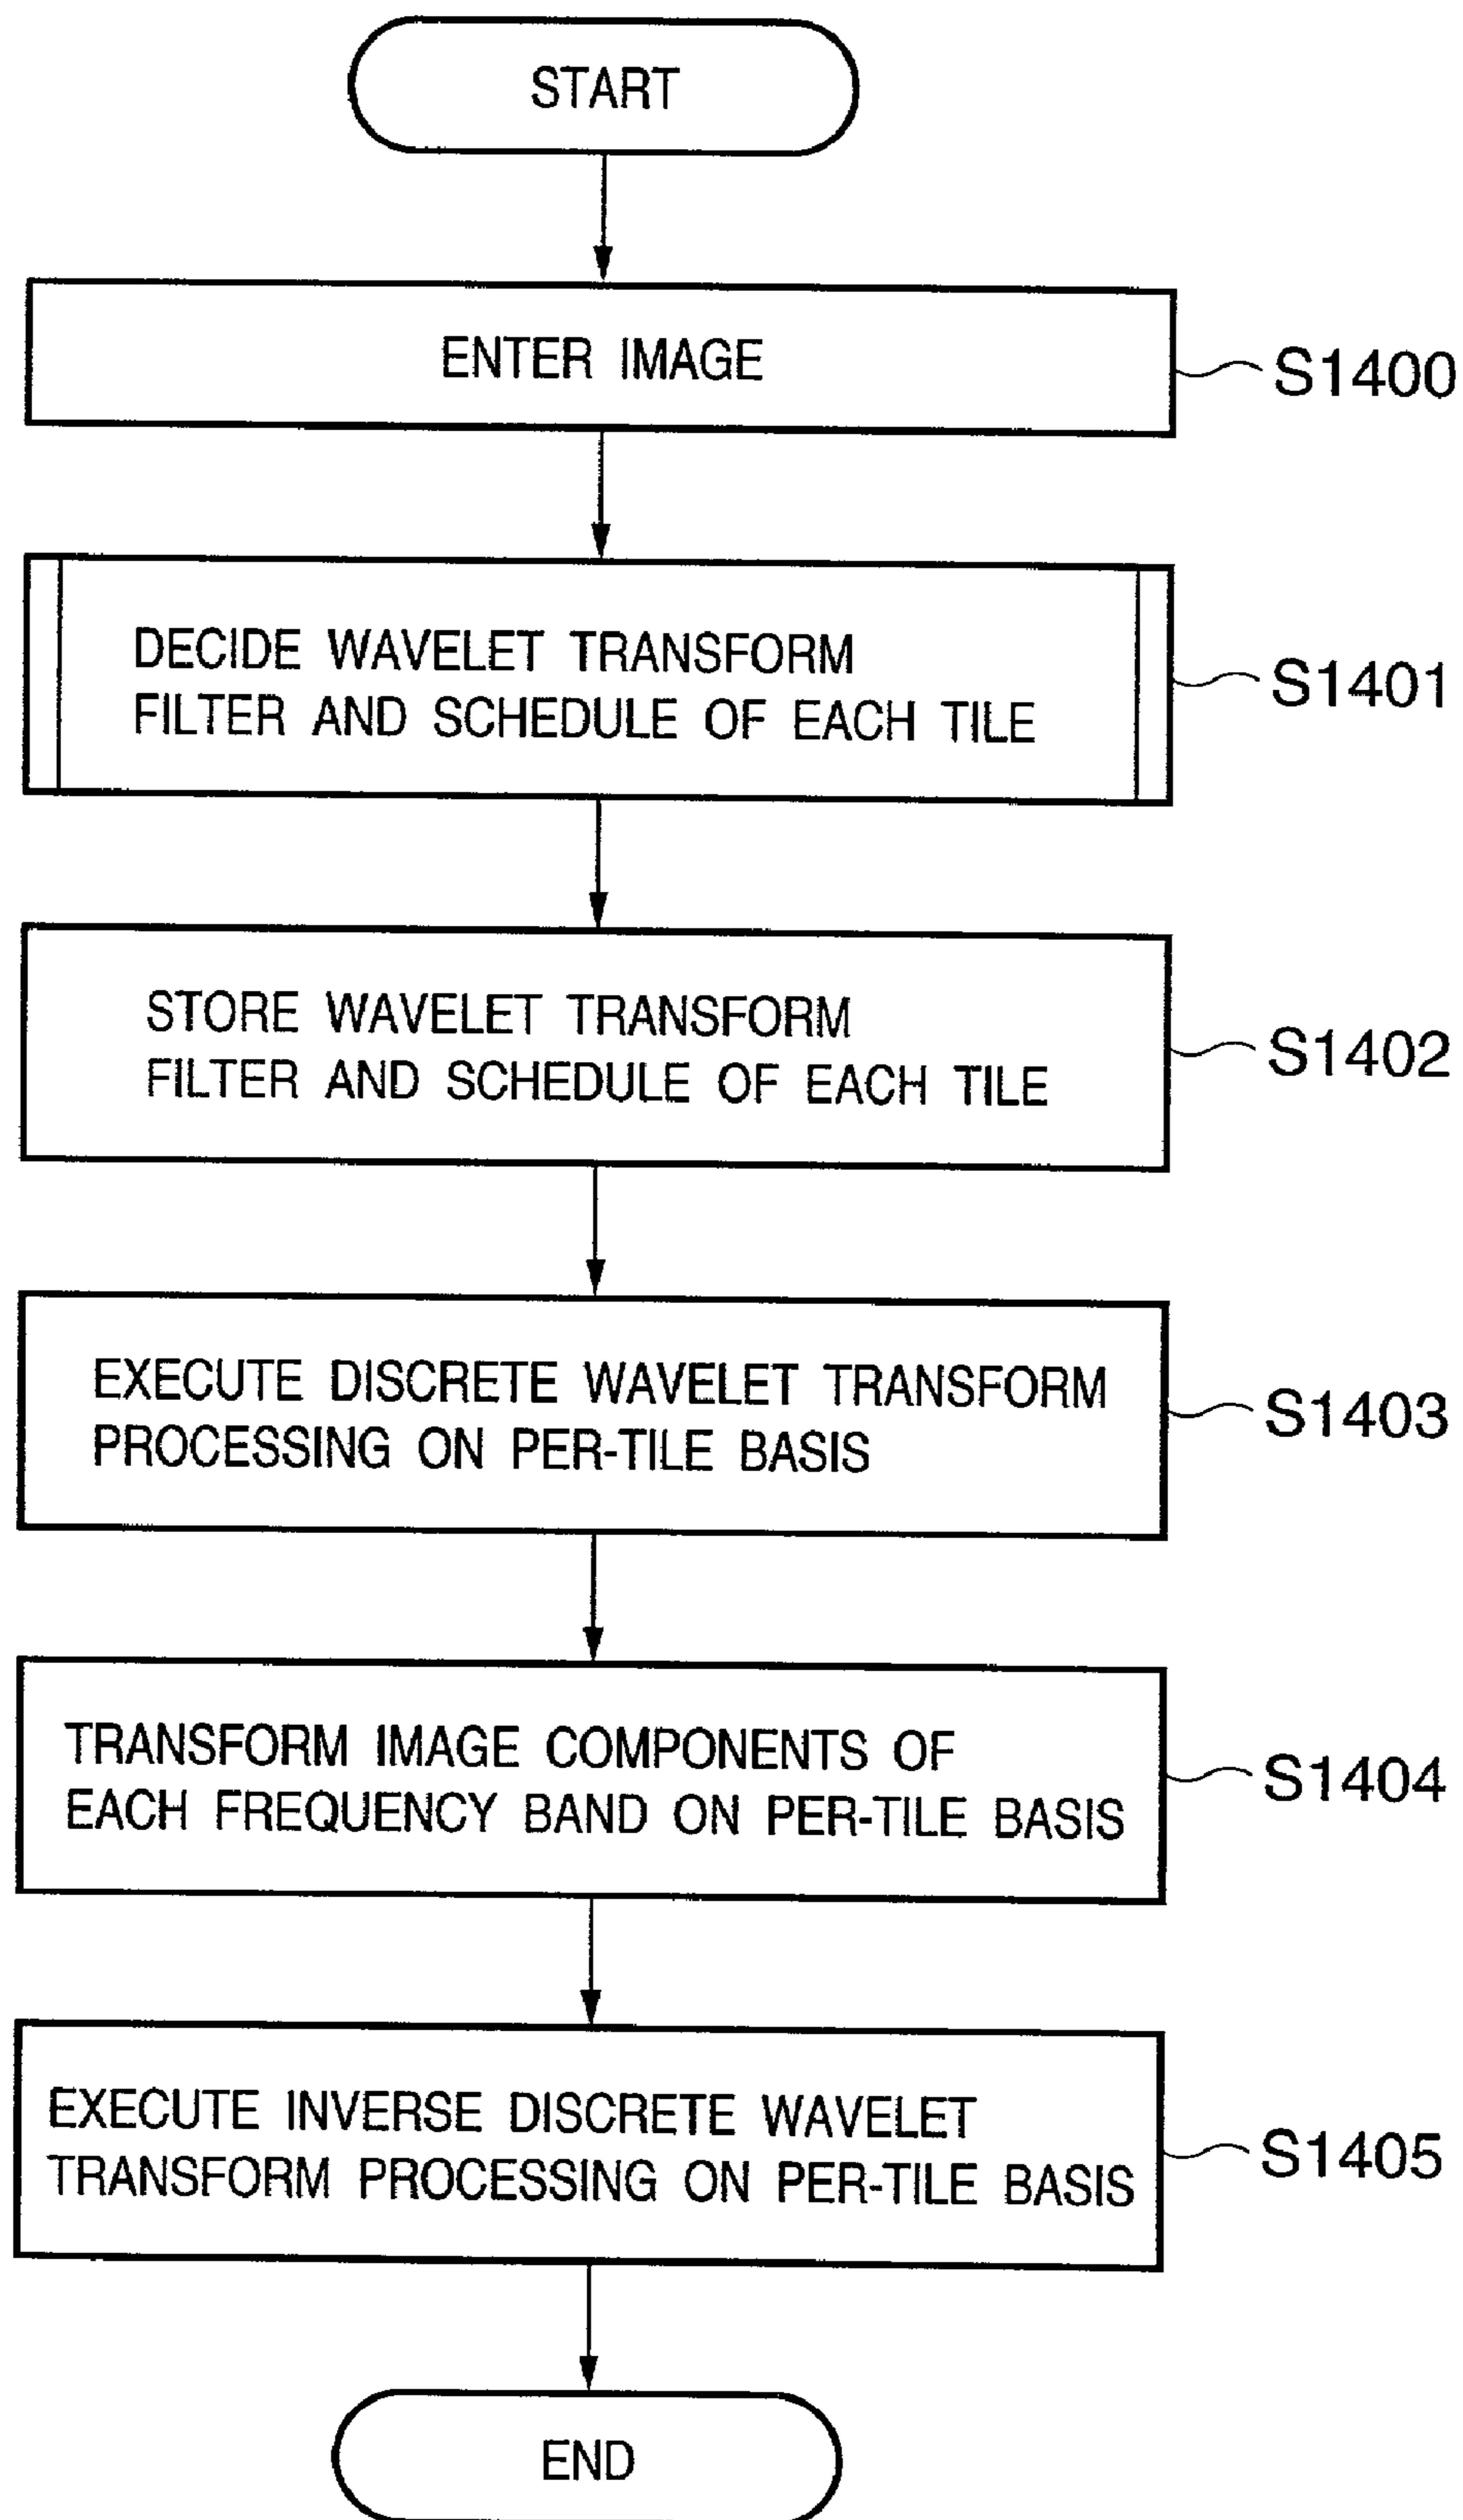 START
ENTER IMAGE
S1400
DECIDE WAVELET TRANSFORM
FILTER AND SCHEDULE OF EACH TILE
S1401
STORE WAVELET TRANSFORM
FILTER AND SCHEDULE OF EACH TILE
S1402
EXECUTE DISCRETE WAVELET TRANSFORM
PROCESSING ON PER-TILE BASIS
S1403
TRANSFORM IMAGE COMPONENTS OF
EACH FREQUENCY BAND ON PER-TILE BASIS
S1404
EXECUTE INVERSE DISCRETE WAVELET
TRANSFORM PROCESSING ON PER-TILE BASIS
S1405
END